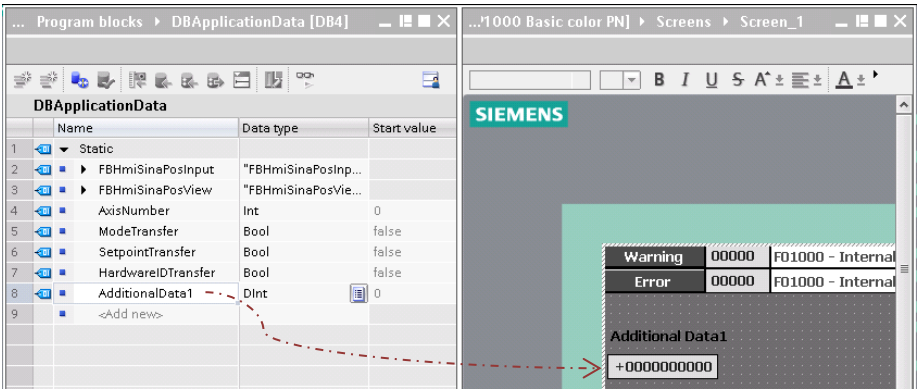 ... Program blocks ▸ DBApplicationData [DB4]
DBApplicationData
Name Data type Start value
1 Static
2 FBHmiSinaPosInput "FBHmiSinaPosInp...
3 FBHmiSinaPosView "FBHmiSinaPosVie...
4 AxisNumber Int 0
5 ModeTransfer Bool false
6 SetpointTransfer Bool false
7 HardwareIDTransfer Bool false
8 AdditionalData1 DInt 0
9 <Add new>
...'1000 Basic color PN] ▸ Screens ▸ Screen_1
B I U S A A
SIEMENS
Warning 00000 F01000 - Internal
Error 00000 F01000 - Internal
Additional Data1
+0000000000